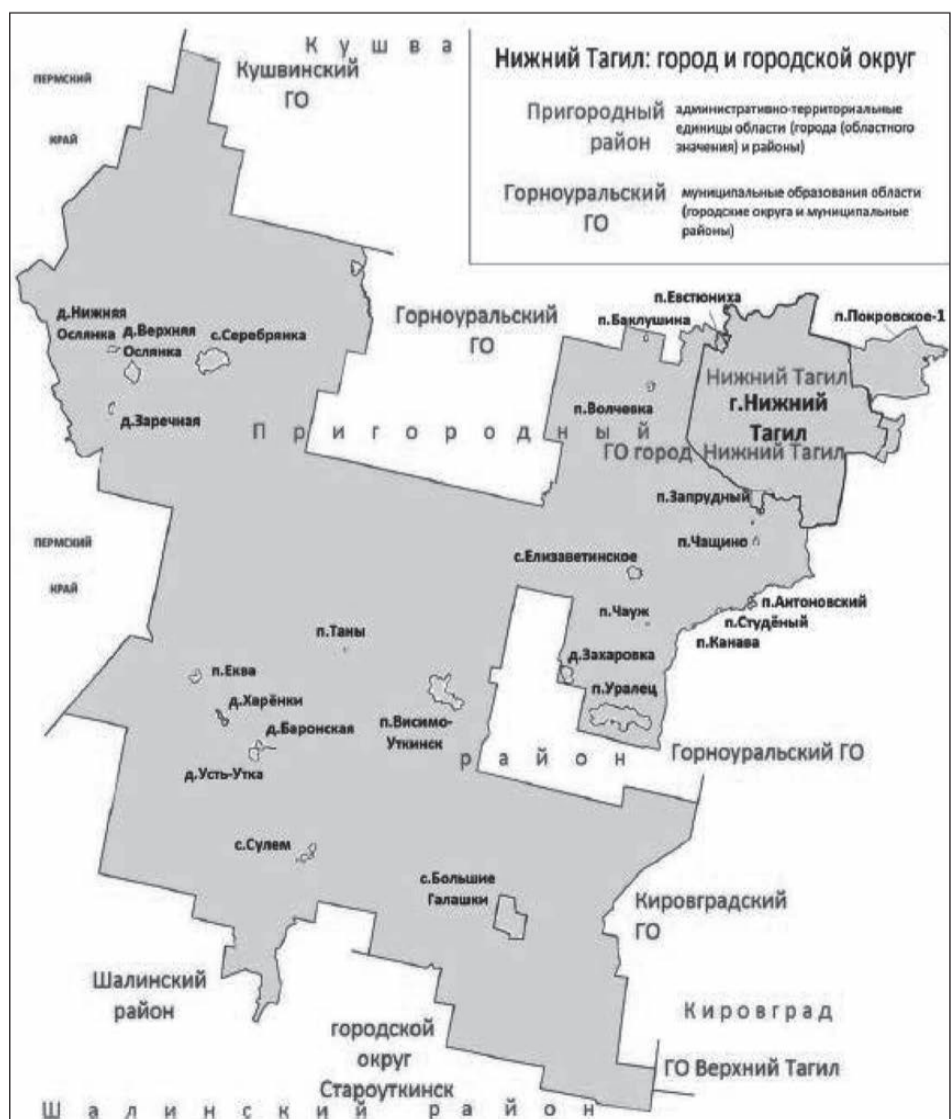 К у ш в а
Кушвинский
ГО
ПЕРМСКИЙ
КРАЙ
Нижний Тагил: город и городской округ
Пригородный
район
административно-территориальные
единицы области (города (областного
значения) и районы)
Горноуральский
ГО
муниципальные образования области
(городские округа и муниципальные
районы)
д.Нижняя
Ослянка
д.Верхняя
Ослянка
с.Серебрянка
д.Заречная
Горноуральский
ГО
п.Евстюниха
п.Баклушина
п.Покровское-1
п.Волчевка
Нижний Тагил
г.Нижний
Тагил
П р и г о р о д н ы й
ГО город Нижний Тагил
п.Запрудный
п.Чащино
ПЕРМСКИЙ
КРАЙ
с.Елизаветинское
п.Антоновский
п.Студёный
п.Канава
п.Чауж
п.Таны
д.Захаровка
п.Уралец
п.Еква
д.Харёнки
д.Баронская
д.Усть-Утка
п.Висимо-
Уткинск
р а й о н
Горноуральский ГО
с.Сулем
с.Большие
Галашки
Кировградский
ГО
Шалинский
район
городской
округ
Староуткинск
К и р о в г р а д
ГО Верхний Тагил
Ш а л и н с к и й р а й о н